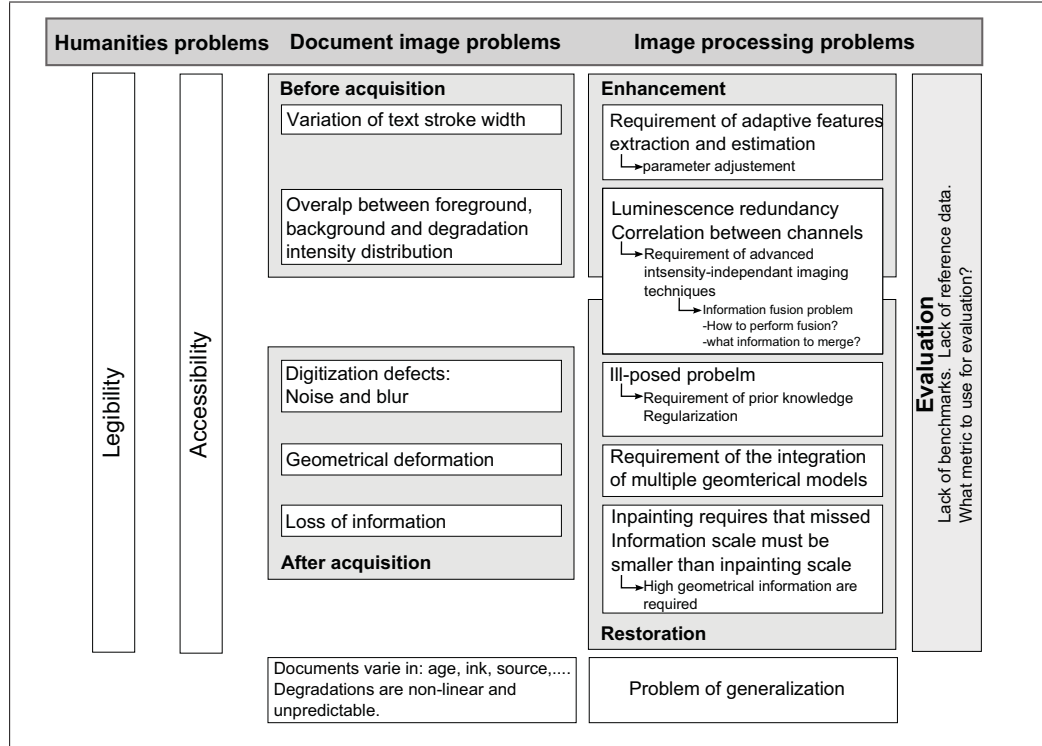 Humanities problems
Document image problems
Image processing problems
Legibility
Accessibility
Before acquisition
Variation of text stroke width
Overalp between foreground,
background and degradation
intensity distribution
Digitization defects:
Noise and blur
Geometrical deformation
Loss of information
After acquisition
Documents varie in: age, ink, source,....
Degradations are non-linear and
unpredictable.
Enhancement
Requirement of adaptive features
extraction and estimation
parameter adjustement
Luminescence redundancy
Correlation between channels
Requirement of advanced
intsensity-independant imaging
techniques
Information fusion problem
-How to perform fusion?
-what information to merge?
Ill-posed probelm
Requirement of prior knowledge
Regularization
Requirement of the integration
of multiple geomterical models
Inpainting requires that missed
Information scale must be
smaller than inpainting scale
High geometrical information are
required
Restoration
Problem of generalization
Evaluation
Lack of benchmarks. Lack of reference data.
What metric to use for evaluation?